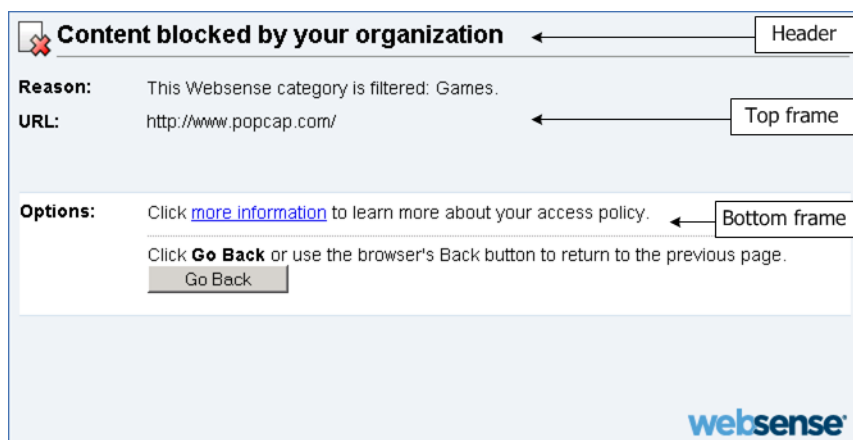 Content blocked by your organization
Header
Reason: This Websense category is filtered: Games.
URL: http://www.popcap.com/
Top frame
Options: Click more information to learn more about your access policy.
Bottom frame
Click Go Back or use the browser's Back button to return to the previous page.
Go Back
websense